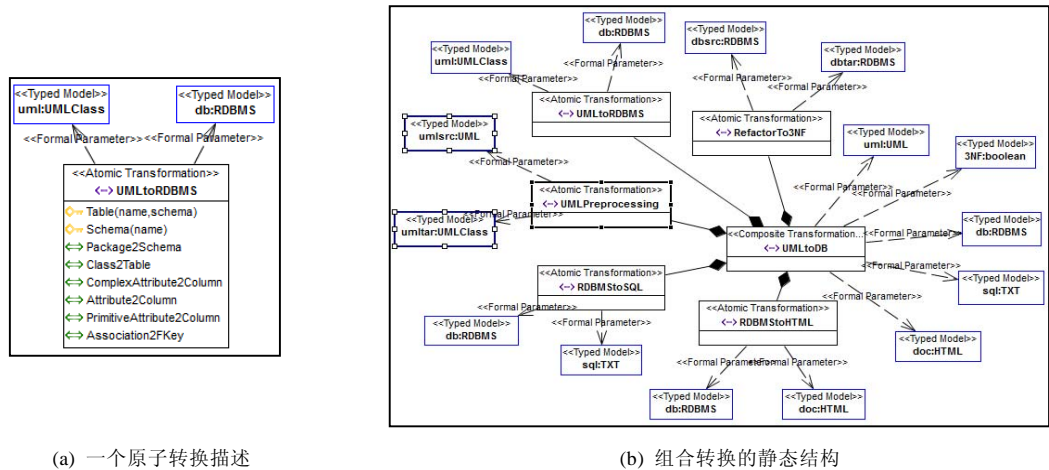 <<Typed Model>>
uml:UMLClass
<<Typed Model>>
db:RDBMS
<<Formal Parameter>>
<<Formal Parameter>>
<<Atomic Transformation>>
UMLtoRDBMS
Table(name,schema)
Schema(name)
Package2Schema
Class2Table
ComplexAttribute2Column
Attribute2Column
PrimitiveAttribute2Column
Association2FKey
(a) 一个原子转换描述
<<Typed Model>>
db:RDBMS
<<Typed Model>>
dbsrc:RDBMS
<<Typed Model>>
uml:UMLClass
<<Typed Model>>
dbtar:RDBMS
<<Formal Parameter>>
<<Formal Parameter>>
<<Formal Parameter>>
<<Formal Parameter>>
<<Atomic Transformation>>
UMLtoRDBMS
<<Atomic Transformation>>
RefactorTo3NF
<<Typed Model>>
umlsrc:UML
<<Typed Model>>
uml:UML
<<Typed Model>>
3NF:boolean
<<Formal Parameter>>
<<Formal Parameter>>
<<Formal Parameter>>
<<Atomic Transformation>>
UMLPreprocessing
<<Typed Model>>
umltar:UMLClass
<<Formal Parameter>>
<<Composite Transformation...
UMLtoDB
<<Formal Parameter>>
<<Typed Model>>
db:RDBMS
<<Atomic Transformation>>
RDBMStoSQL
<<Formal Parameter>>
<<Typed Model>>
sql:TXT
<<Formal Parameter>>
<<Formal Parameter>>
<<Atomic Transformation>>
RDBMStoHTML
<<Formal Parameter>>
<<Typed Model>>
db:RDBMS
<<Typed Model>>
doc:HTML
<<Typed Model>>
sql:TXT
<<Formal Parameter>>
<<Formal Parameter>>
<<Typed Model>>
db:RDBMS
<<Typed Model>>
doc:HTML
(b) 组合转换的静态结构